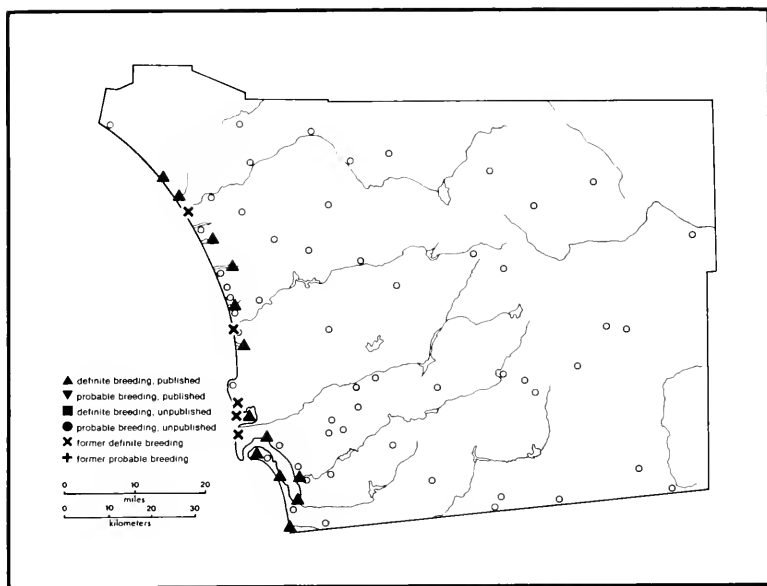 definite breeding, published
probable breeding, published
definite breeding, unpublished
probable breeding, unpublished
former definite breeding
former probable breeding
0 10 20
miles
0 10 20 30
kilometers